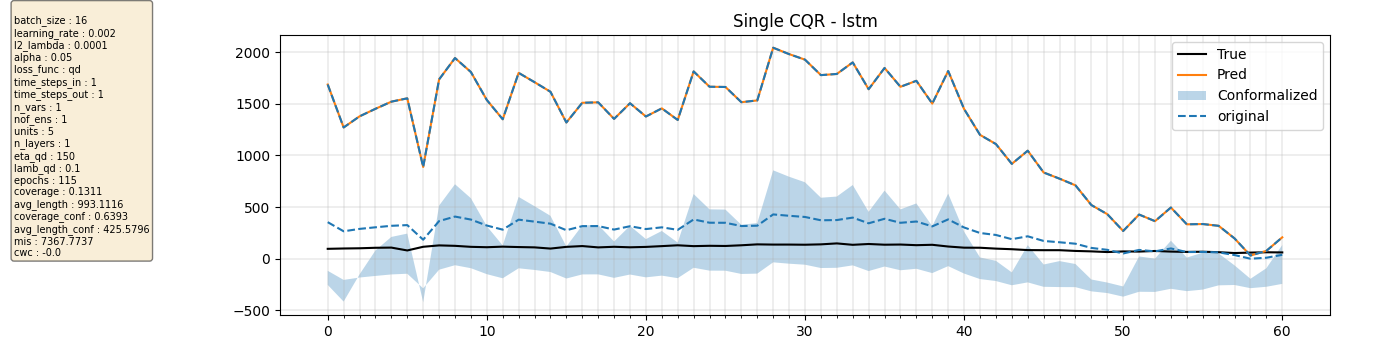 batch_size : 16
learning_rate : 0.002
l2_lambda : 0.0001
alpha : 0.05
loss_func : qd
time_steps_in : 1
time_steps_out : 1
n_vars : 1
nof_ens : 1
units : 5
n_layers : 1
eta_qd : 150
lamb_qd : 0.1
epochs : 115
coverage : 0.1311
avg_length : 993.1116
coverage_conf : 0.6393
avg_length_conf : 425.5796
mis : 7367.7737
cwc : -0.0
Single CQR - lstm
2000
1500
1000
500
0
−500
0 10 20 30 40 50 60
True
Pred
Conformalized
original